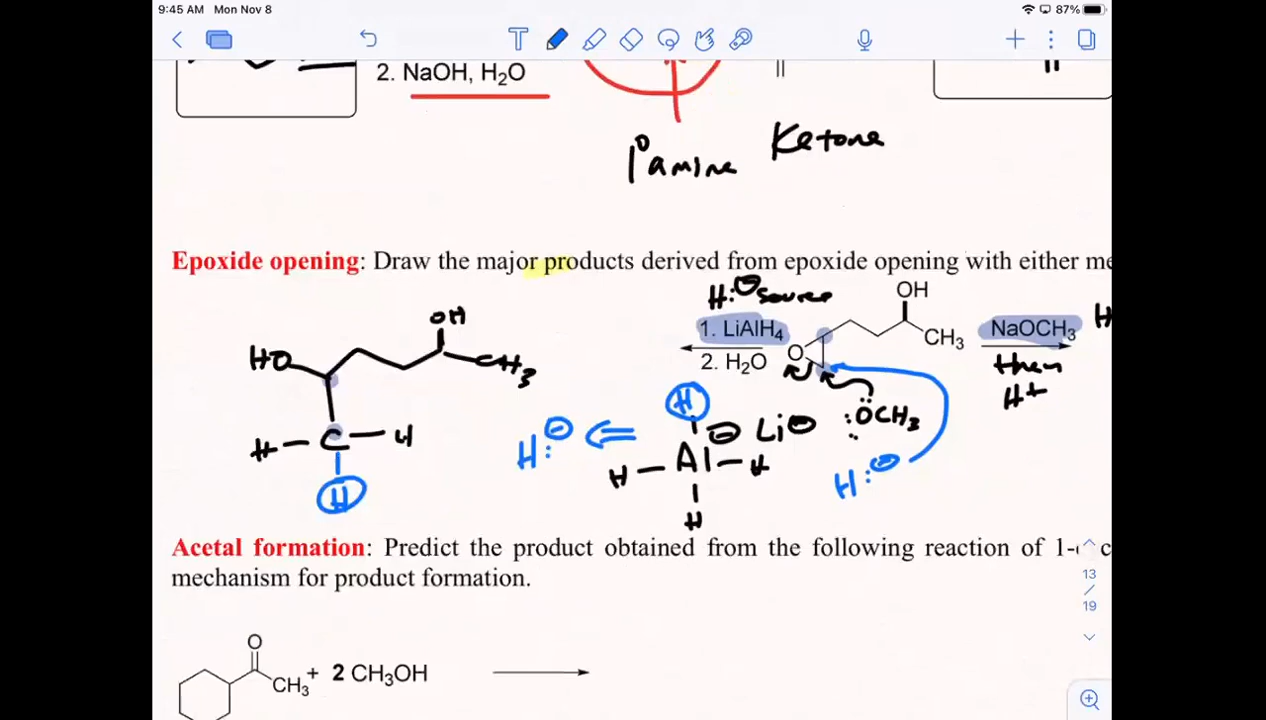 9:45 AM Mon Nov 8
87%
2. NaOH, H2O
1° amine
Ketone
Epoxide opening: Draw the major products derived from epoxide opening with either me
H:⊖ source
OH
OH
1. LiAlH4
NaOCH3
H
HO
CH3
O
CH3
2. H2O
then
H+
H
⊖ Li⊖
:ÖCH3
H C H
H:⊖
H Al H
H:⊖
H
H
Acetal formation: Predict the product obtained from the following reaction of 1-c c
mechanism for product formation.
13
/
19
O
CH3 + 2 CH3OH